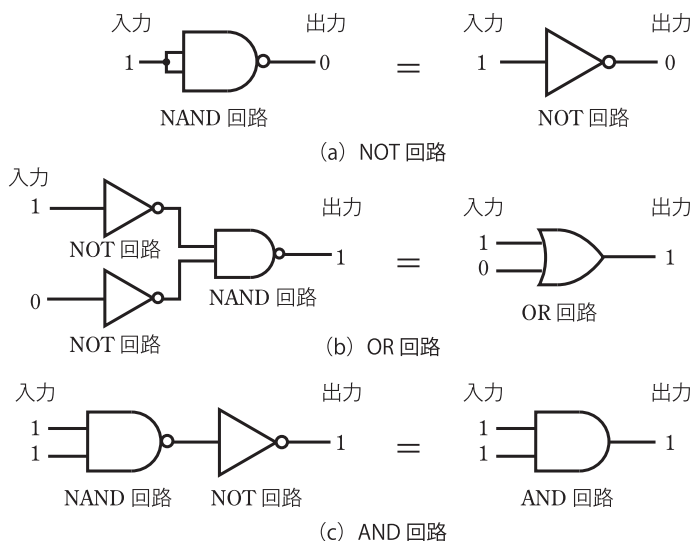 入力 出力 入力 出力
1 0 = 1 0
NAND 回路 NOT 回路
(a) NOT 回路
入力 出力 入力 出力
1 NOT 回路 1 = 1 0 1
0 NAND 回路 OR 回路
NOT 回路
(b) OR 回路
入力 出力 入力 出力
1 1 = 1 1
1 1
NAND 回路 NOT 回路 AND 回路
(c) AND 回路